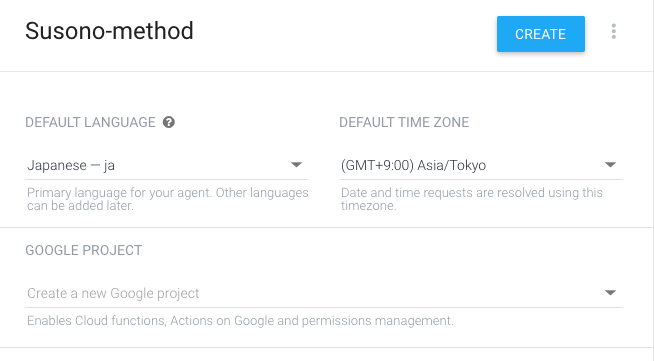 Susono-method
CREATE
DEFAULT LANGUAGE
DEFAULT TIME ZONE
Japanese — ja
(GMT+9:00) Asia/Tokyo
Primary language for your agent. Other languages
can be added later.
Date and time requests are resolved using this
timezone.
GOOGLE PROJECT
Create a new Google project
Enables Cloud functions, Actions on Google and permissions management.